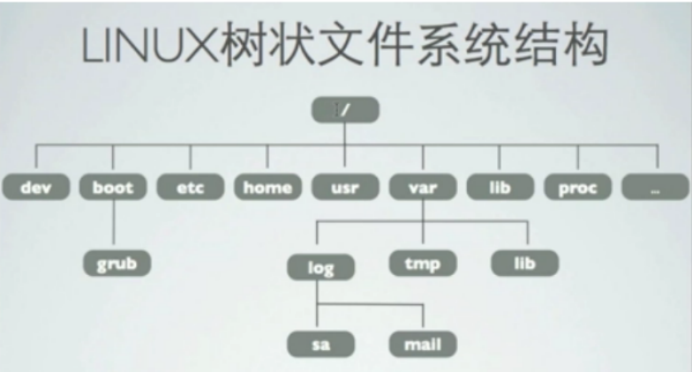 LINUX树状文件系统结构
/
dev boot etc home usr var lib proc ..
grub log tmp lib
sa mail